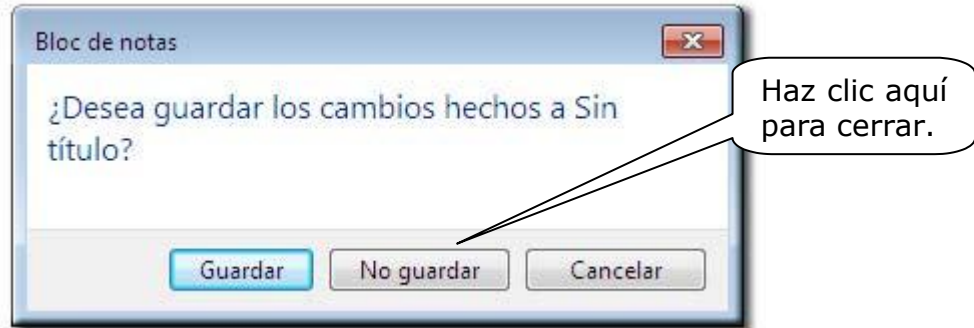 Bloc de notas
¿Desea guardar los cambios hechos a Sin
título?
Haz clic aquí
para cerrar.
Guardar
No guardar
Cancelar